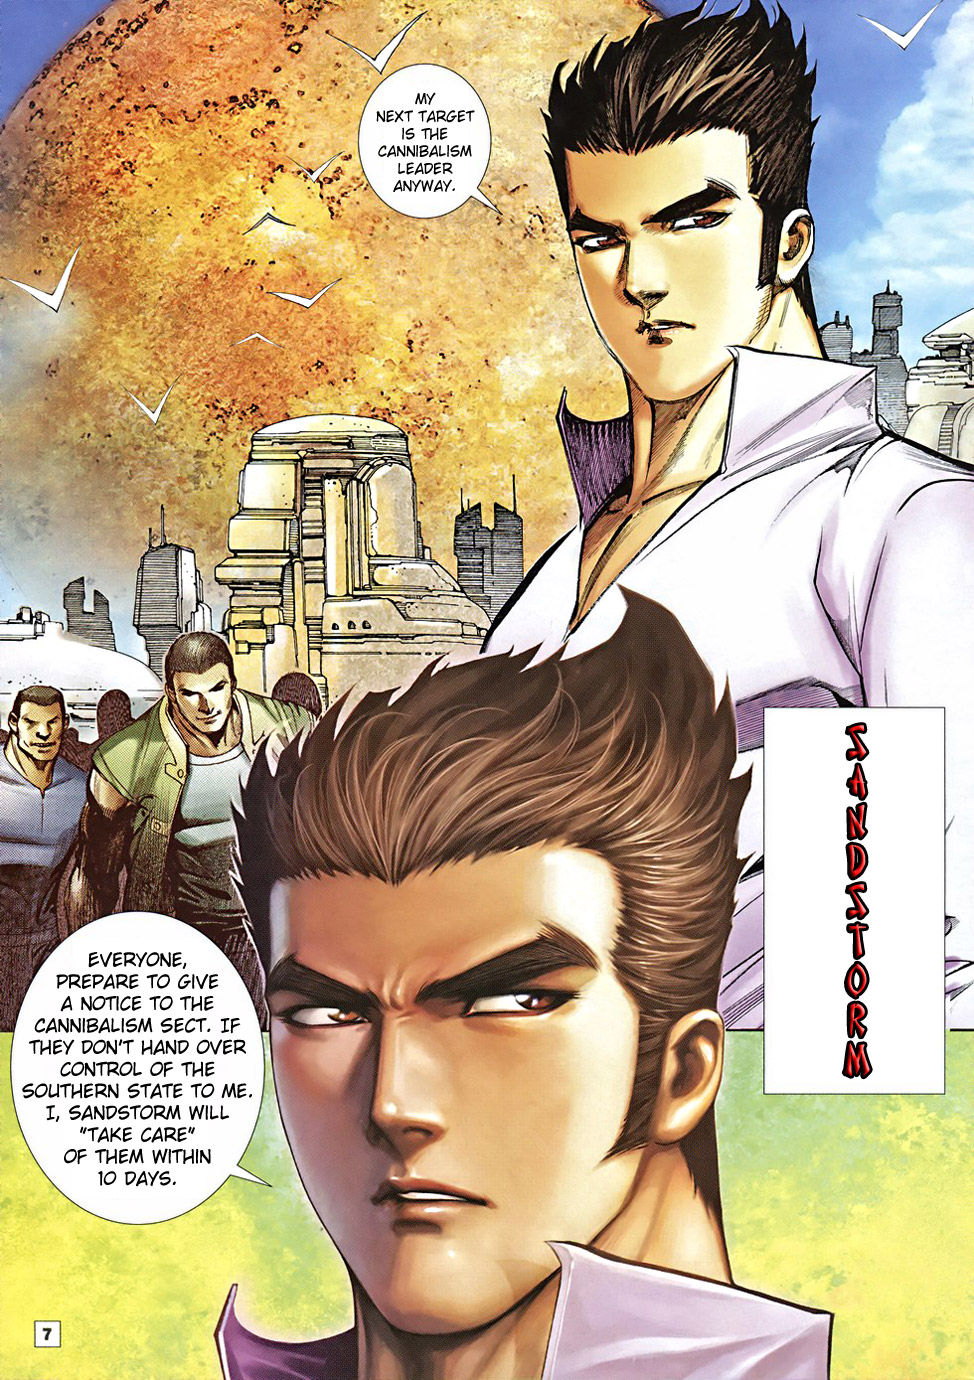 MY
NEXT TARGET
IS THE
CANNIBALISM
LEADER
ANYWAY.
SANDSTORM
EVERYONE,
PREPARE TO GIVE
A NOTICE TO THE
CANNIBALISM SECT. IF
THEY DON'T HAND OVER
CONTROL OF THE
SOUTHERN STATE TO ME.
I, SANDSTORM WILL
"TAKE CARE"
OF THEM WITHIN
10 DAYS.
7